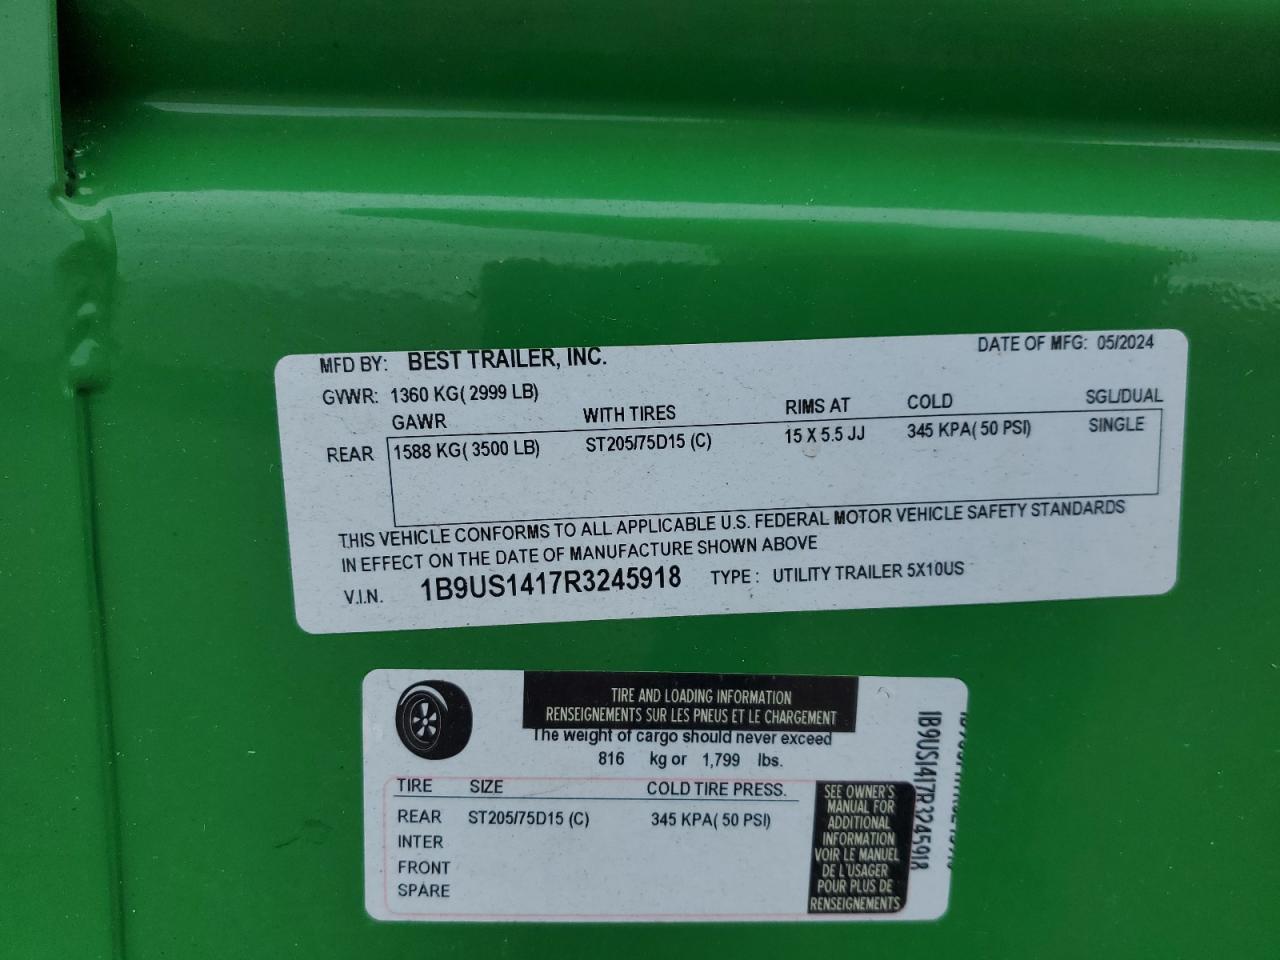 MFD BY: BEST TRAILER, INC. DATE OF MFG: 05/2024
GVWR: 1360 KG( 2999 LB)
GAWR WITH TIRES RIMS AT COLD SGL/DUAL
REAR 1588 KG( 3500 LB) ST205/75D15 (C) 15 X 5.5 JJ 345 KPA( 50 PSI) SINGLE
THIS VEHICLE CONFORMS TO ALL APPLICABLE U.S. FEDERAL MOTOR VEHICLE SAFETY STANDARDS
IN EFFECT ON THE DATE OF MANUFACTURE SHOWN ABOVE
V.I.N. 1B9US1417R3245918 TYPE : UTILITY TRAILER 5X10US
TIRE AND LOADING INFORMATION
RENSEIGNEMENTS SUR LES PNEUS ET LE CHARGEMENT
The weight of cargo should never exceed
816 kg or 1,799 lbs.
TIRE SIZE COLD TIRE PRESS.
REAR ST205/75D15 (C) 345 KPA( 50 PSI)
INTER
FRONT
SPARE
SEE OWNER'S
MANUAL FOR
ADDITIONAL
INFORMATION
VOIR LE MANUEL
DE L'USAGER
POUR PLUS DE
RENSEIGNEMENTS
1B9US1417R3245918